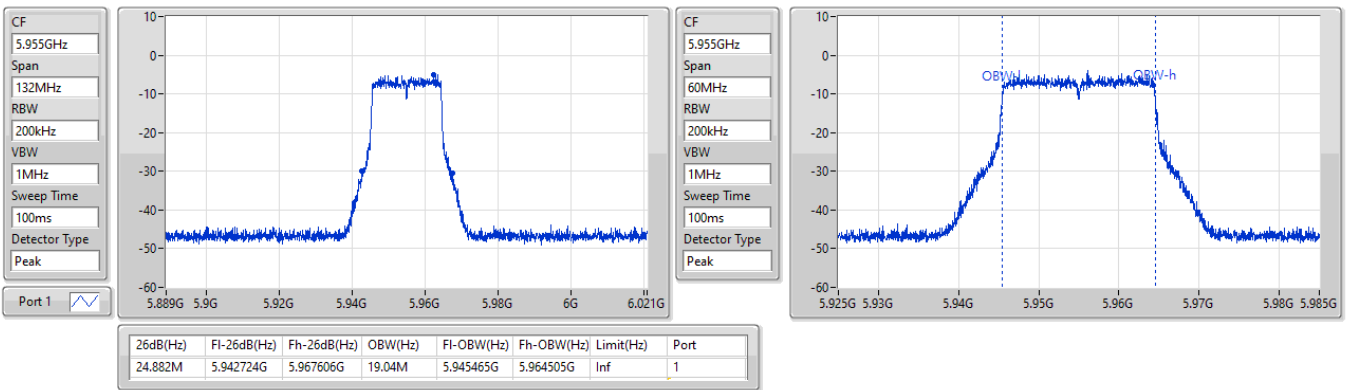 CF
5.955GHz
Span
132MHz
RBW
200kHz
VBW
1MHz
Sweep Time
100ms
Detector Type
Peak
Port 1
10
0
-10
-20
-30
-40
-50
-60
5.889G 5.9G 5.92G 5.94G 5.96G 5.98G 6G 6.021G
CF
5.955GHz
Span
60MHz
RBW
200kHz
VBW
1MHz
Sweep Time
100ms
Detector Type
Peak
10
0
-10
-20
-30
-40
-50
-60
OBW-h
5.925G 5.93G 5.94G 5.95G 5.96G 5.97G 5.98G 5.985G
26dB(Hz) Fl-26dB(Hz) Fh-26dB(Hz) OBW(Hz) Fl-OBW(Hz) Fh-OBW(Hz) Limit(Hz) Port
24.882M 5.942724G 5.967606G 19.04M 5.945465G 5.964505G Inf 1